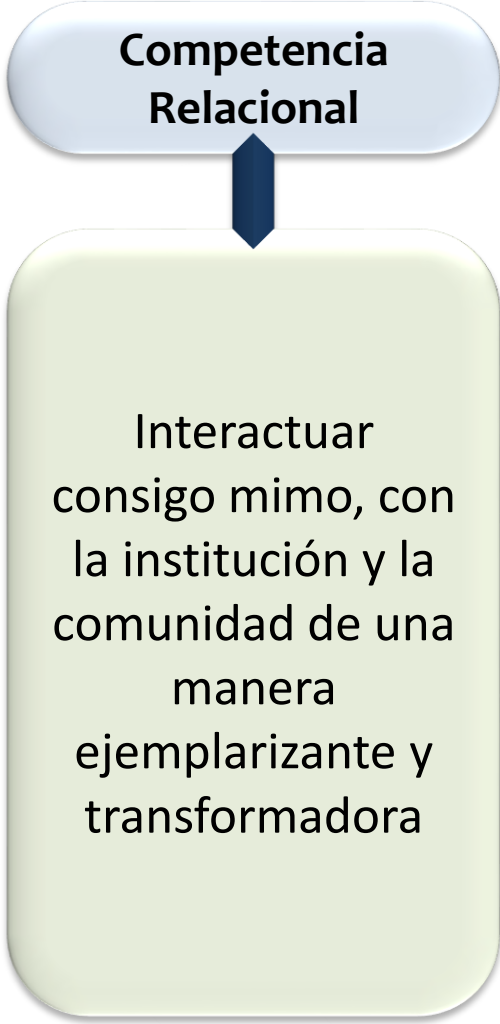 Competencia
Relacional
Interactuar
consigo mimo, con
la institución y la
comunidad de una
manera
ejemplarizante y
transformadora